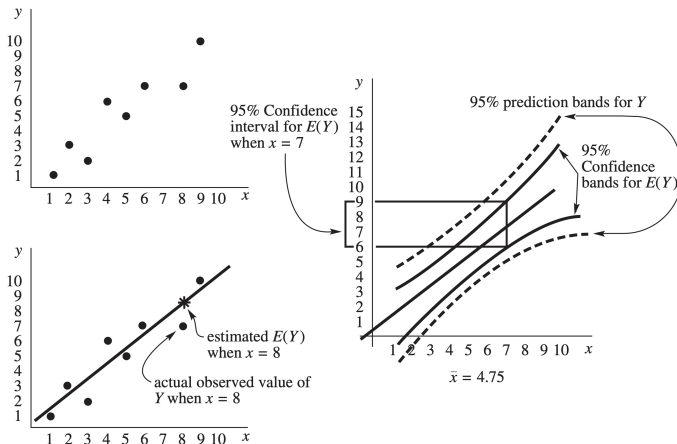 y
10
9
8
7
6
5
4
3
2
1
1 2 3 4 5 6 7 8 9 10 x
95% Confidence
interval for E(Y)
when x = 7
y
15
14
13
12
11
10
9
8
7
6
5
4
3
2
1
1 2 3 4 5 6 7 8 9 10 x
x̄ = 4.75
95% prediction bands for Y
95%
Confidence
bands for E(Y)
y
10
9
8
7
6
5
4
3
2
1
1 2 3 4 5 6 7 8 9 10 x
estimated E(Y)
when x = 8
actual observed value of
Y when x = 8